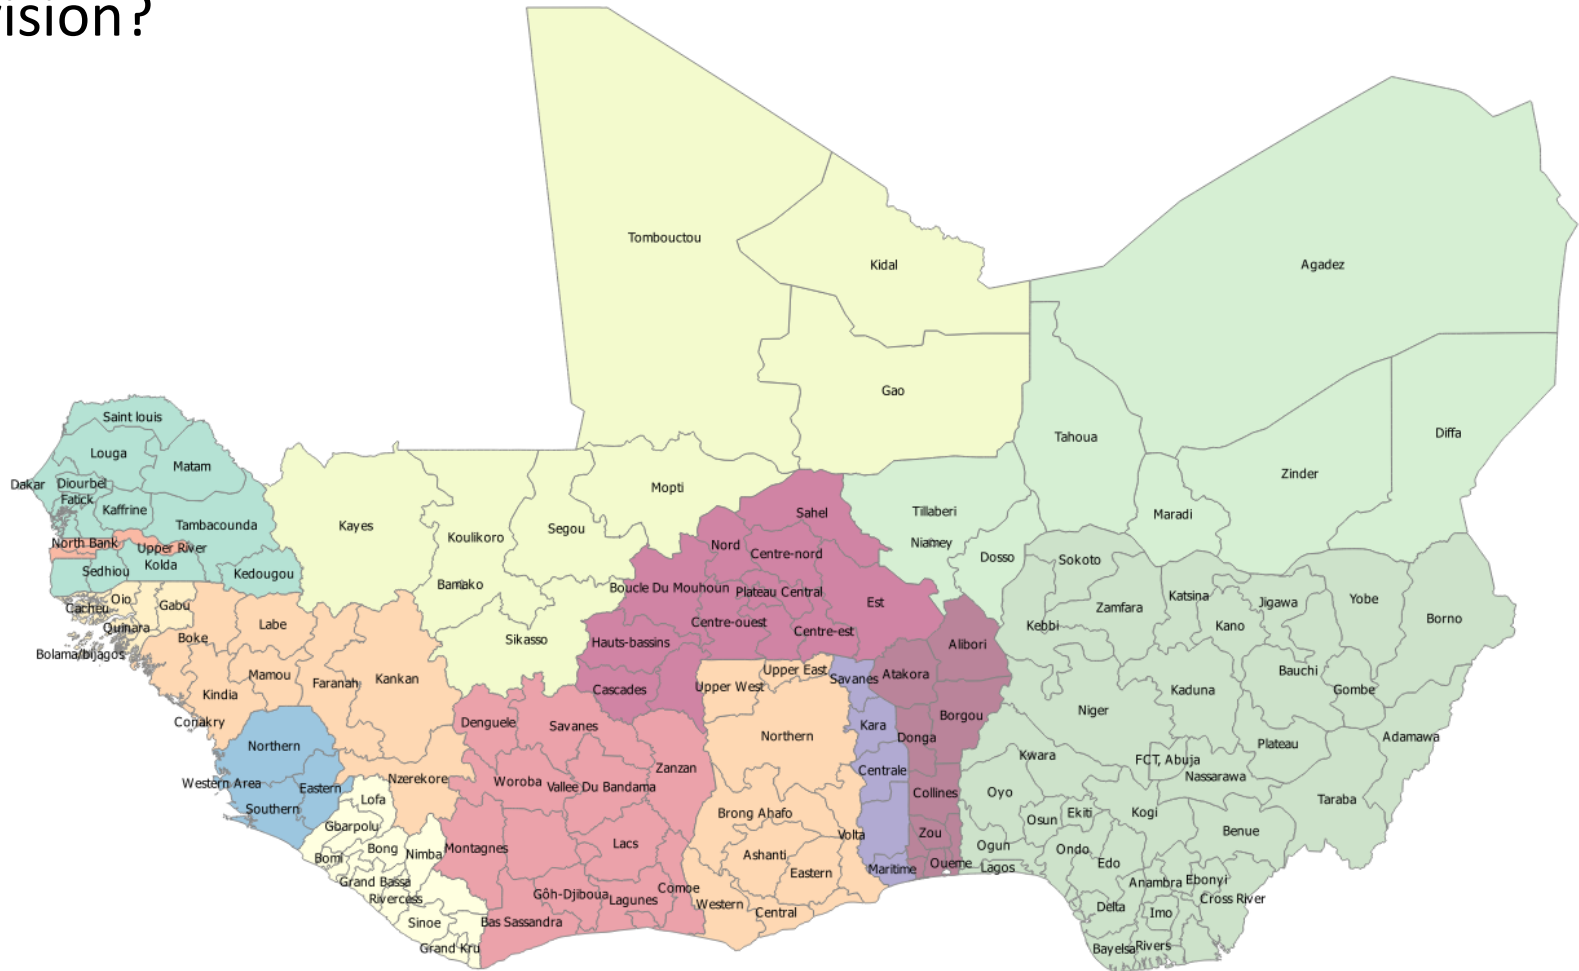 ision?
Tombouctou
Kidal
Agadez
Gao
Saint louis
Tahoua
Diffa
Louga
Matam
Zinder
Dakar
Diourbel
Mopti
Fatick
Kaffrine
Sahel
Tillaberi
Maradi
Tambacounda
Kayes
Segou
Koulikoro
North Bank
Upper River
Nord
Centre-nord
Niamey
Dosso
Sokoto
Sedhiou
Kolda
Kedougou
Bamako
Boucle Du Mouhoun
Plateau Central
Est
Zamfara
Katsina
Jigawa
Yobe
Oio
Cacheu
Gabu
Quinara
Labe
Boke
Sikasso
Centre-ouest
Centre-est
Kebbi
Kano
Borno
Hauts-bassins
Alibori
Bolama/bijagos
Mamou
Faranah
Kankan
Upper East
Upper West
Savanes
Atakora
Bauchi
Kindia
Cascades
Kaduna
Gombe
Conakry
Denguele
Savanes
Kara
Borgou
Niger
Northern
Northern
Donga
Plateau
Adamawa
Western Area
Eastern
Nzerekore
Woroba
Vallee Du Bandama
Zanzan
Centrale
Kwara
FCT, Abuja
Nassarawa
Southern
Lofa
Collines
Oyo
Taraba
Gbarpolu
Brong Ahafo
Osun
Ekiti
Kogi
Volta
Zou
Benue
Bomi
Bong
Nimba
Montagnes
Lacs
Ashanti
Ogun
Ondo
Oueme
Lagos
Edo
Grand Bassa
Eastern
Maritime
Anambra
Ebonyi
Rivercess
Gôh-Djiboua
Lagunes
Comoe
Western
Central
Delta
Imo
Cross River
Sinoe
Bas Sassandra
Grand Kru
Bayelsa
Rivers